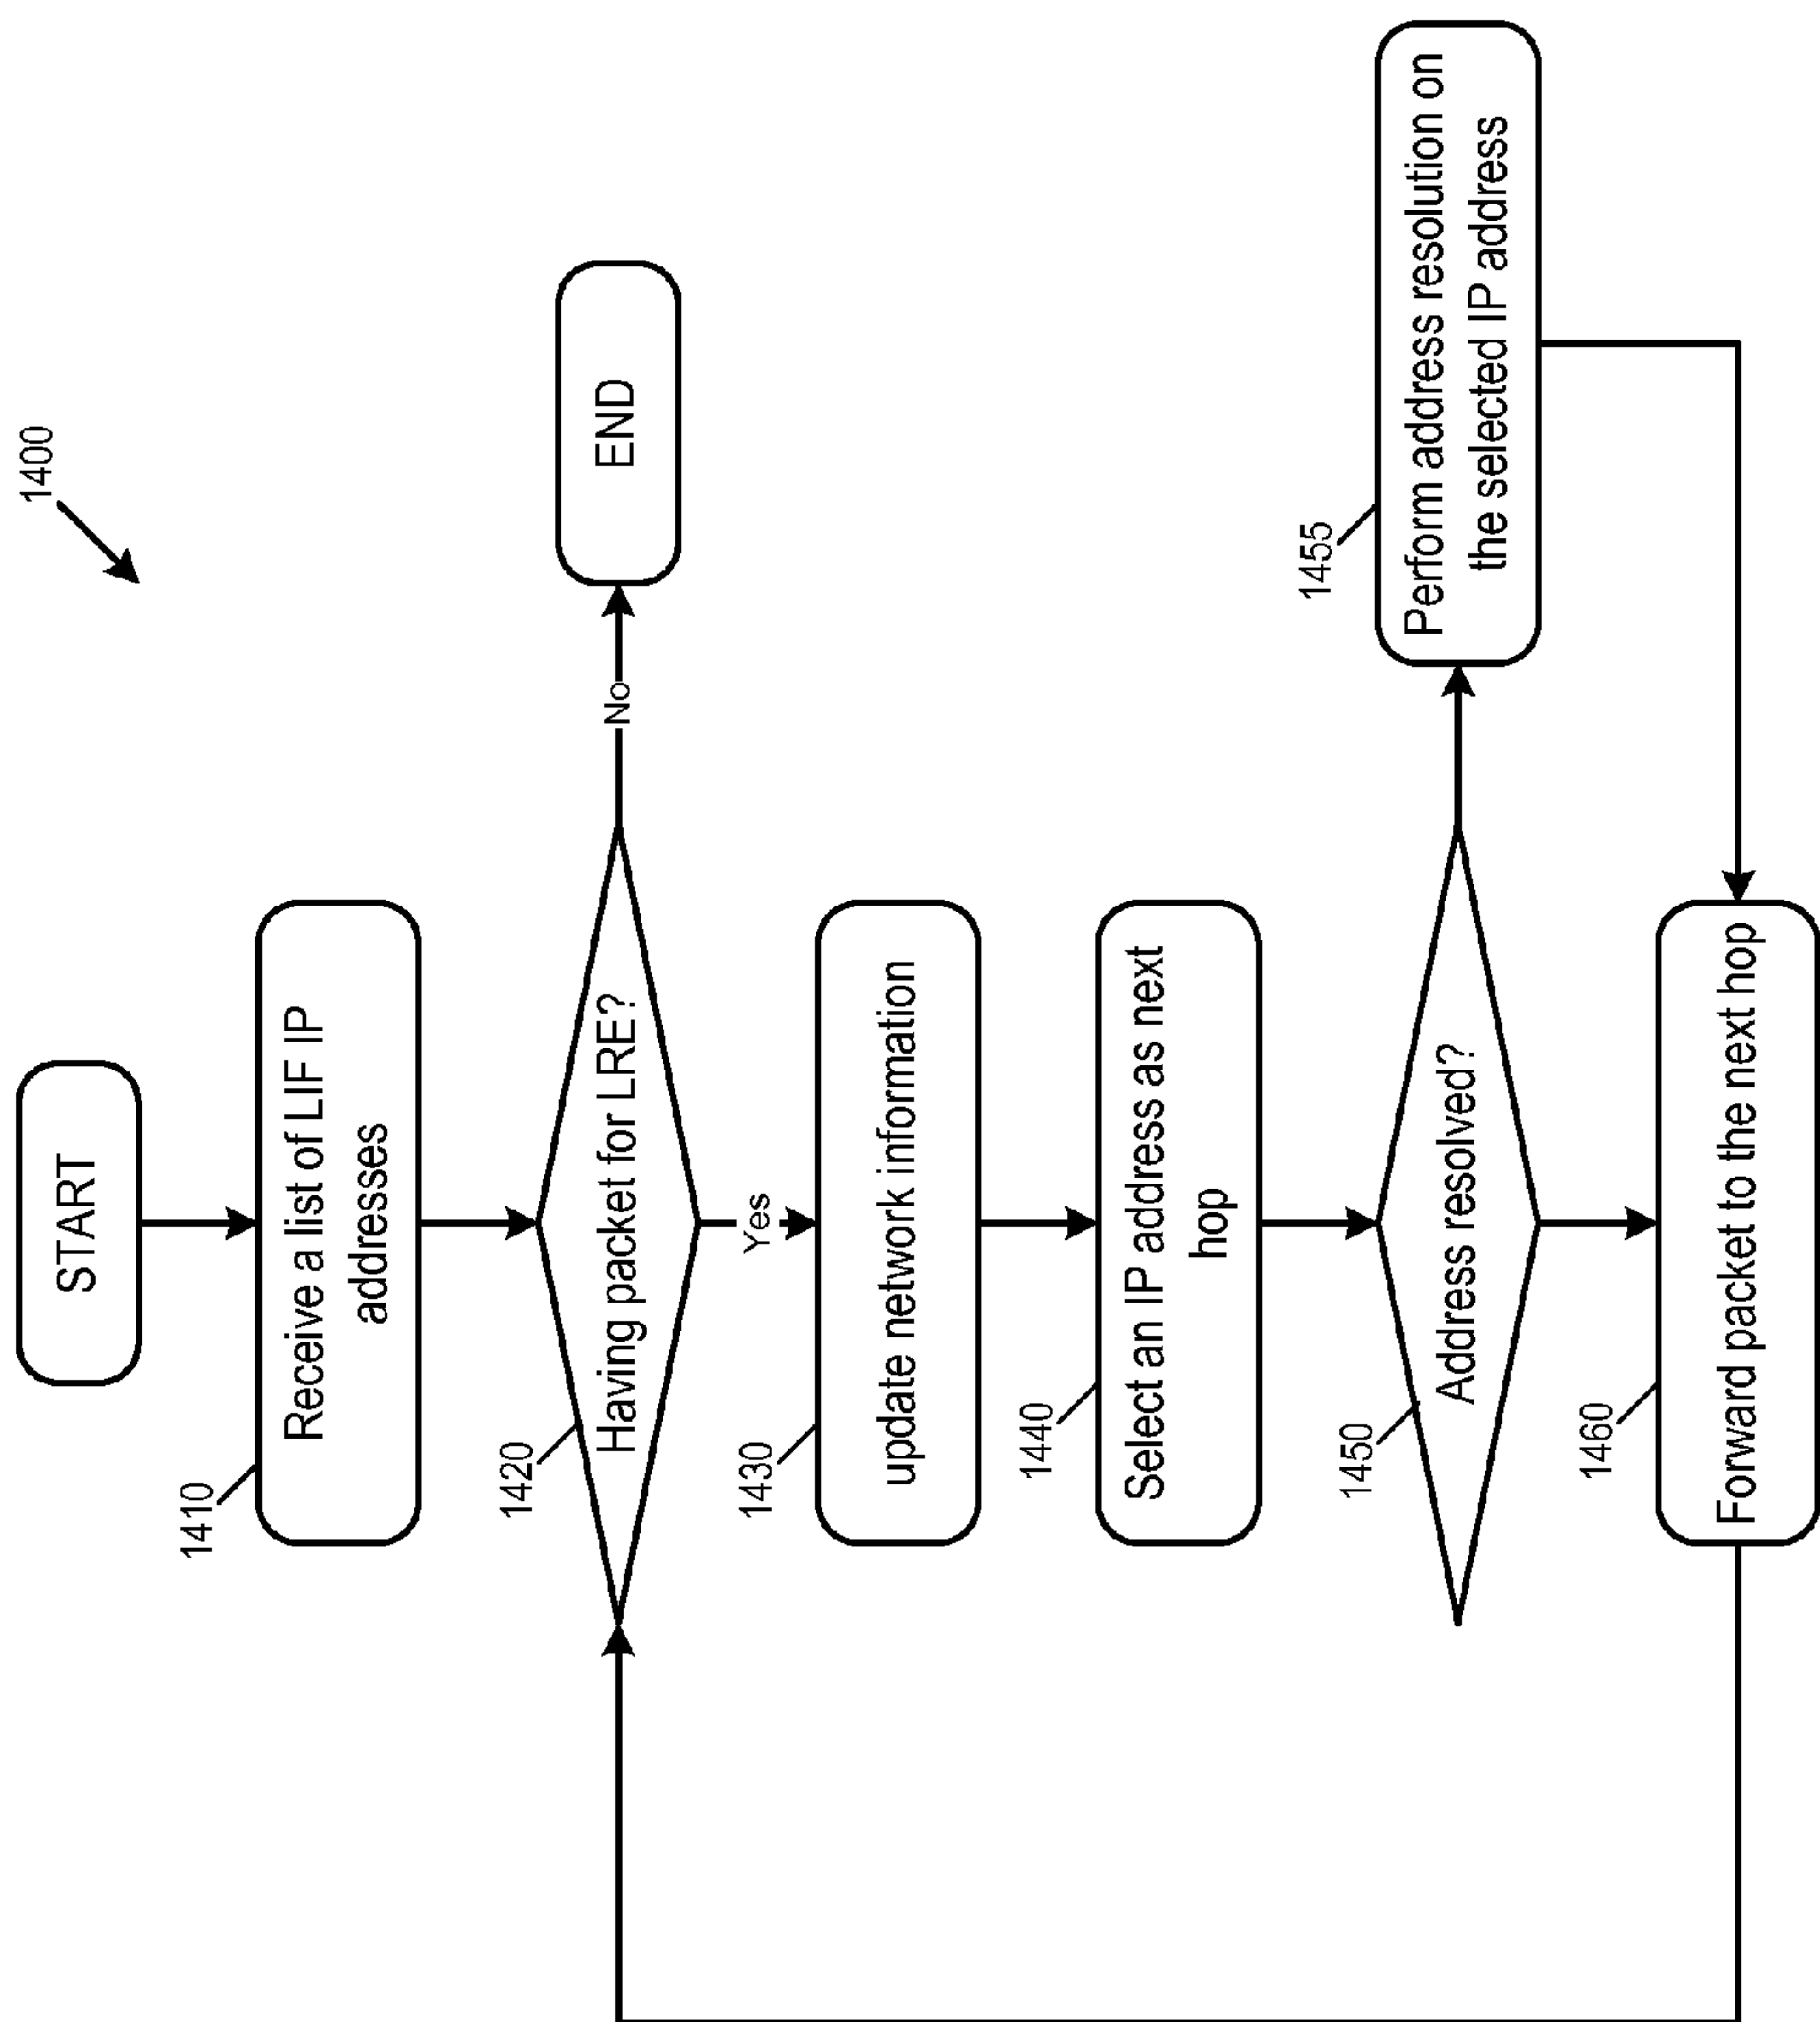 1400
START
1410
Receive a list of LIF IP
addresses
1420
Having packet for LRE?
No
END
Yes
1430
update network information
1440
Select an IP address as next
hop
1450
Address resolved?
1455
Perform address resolution on
the selected IP address
1460
Forward packet to the next hop